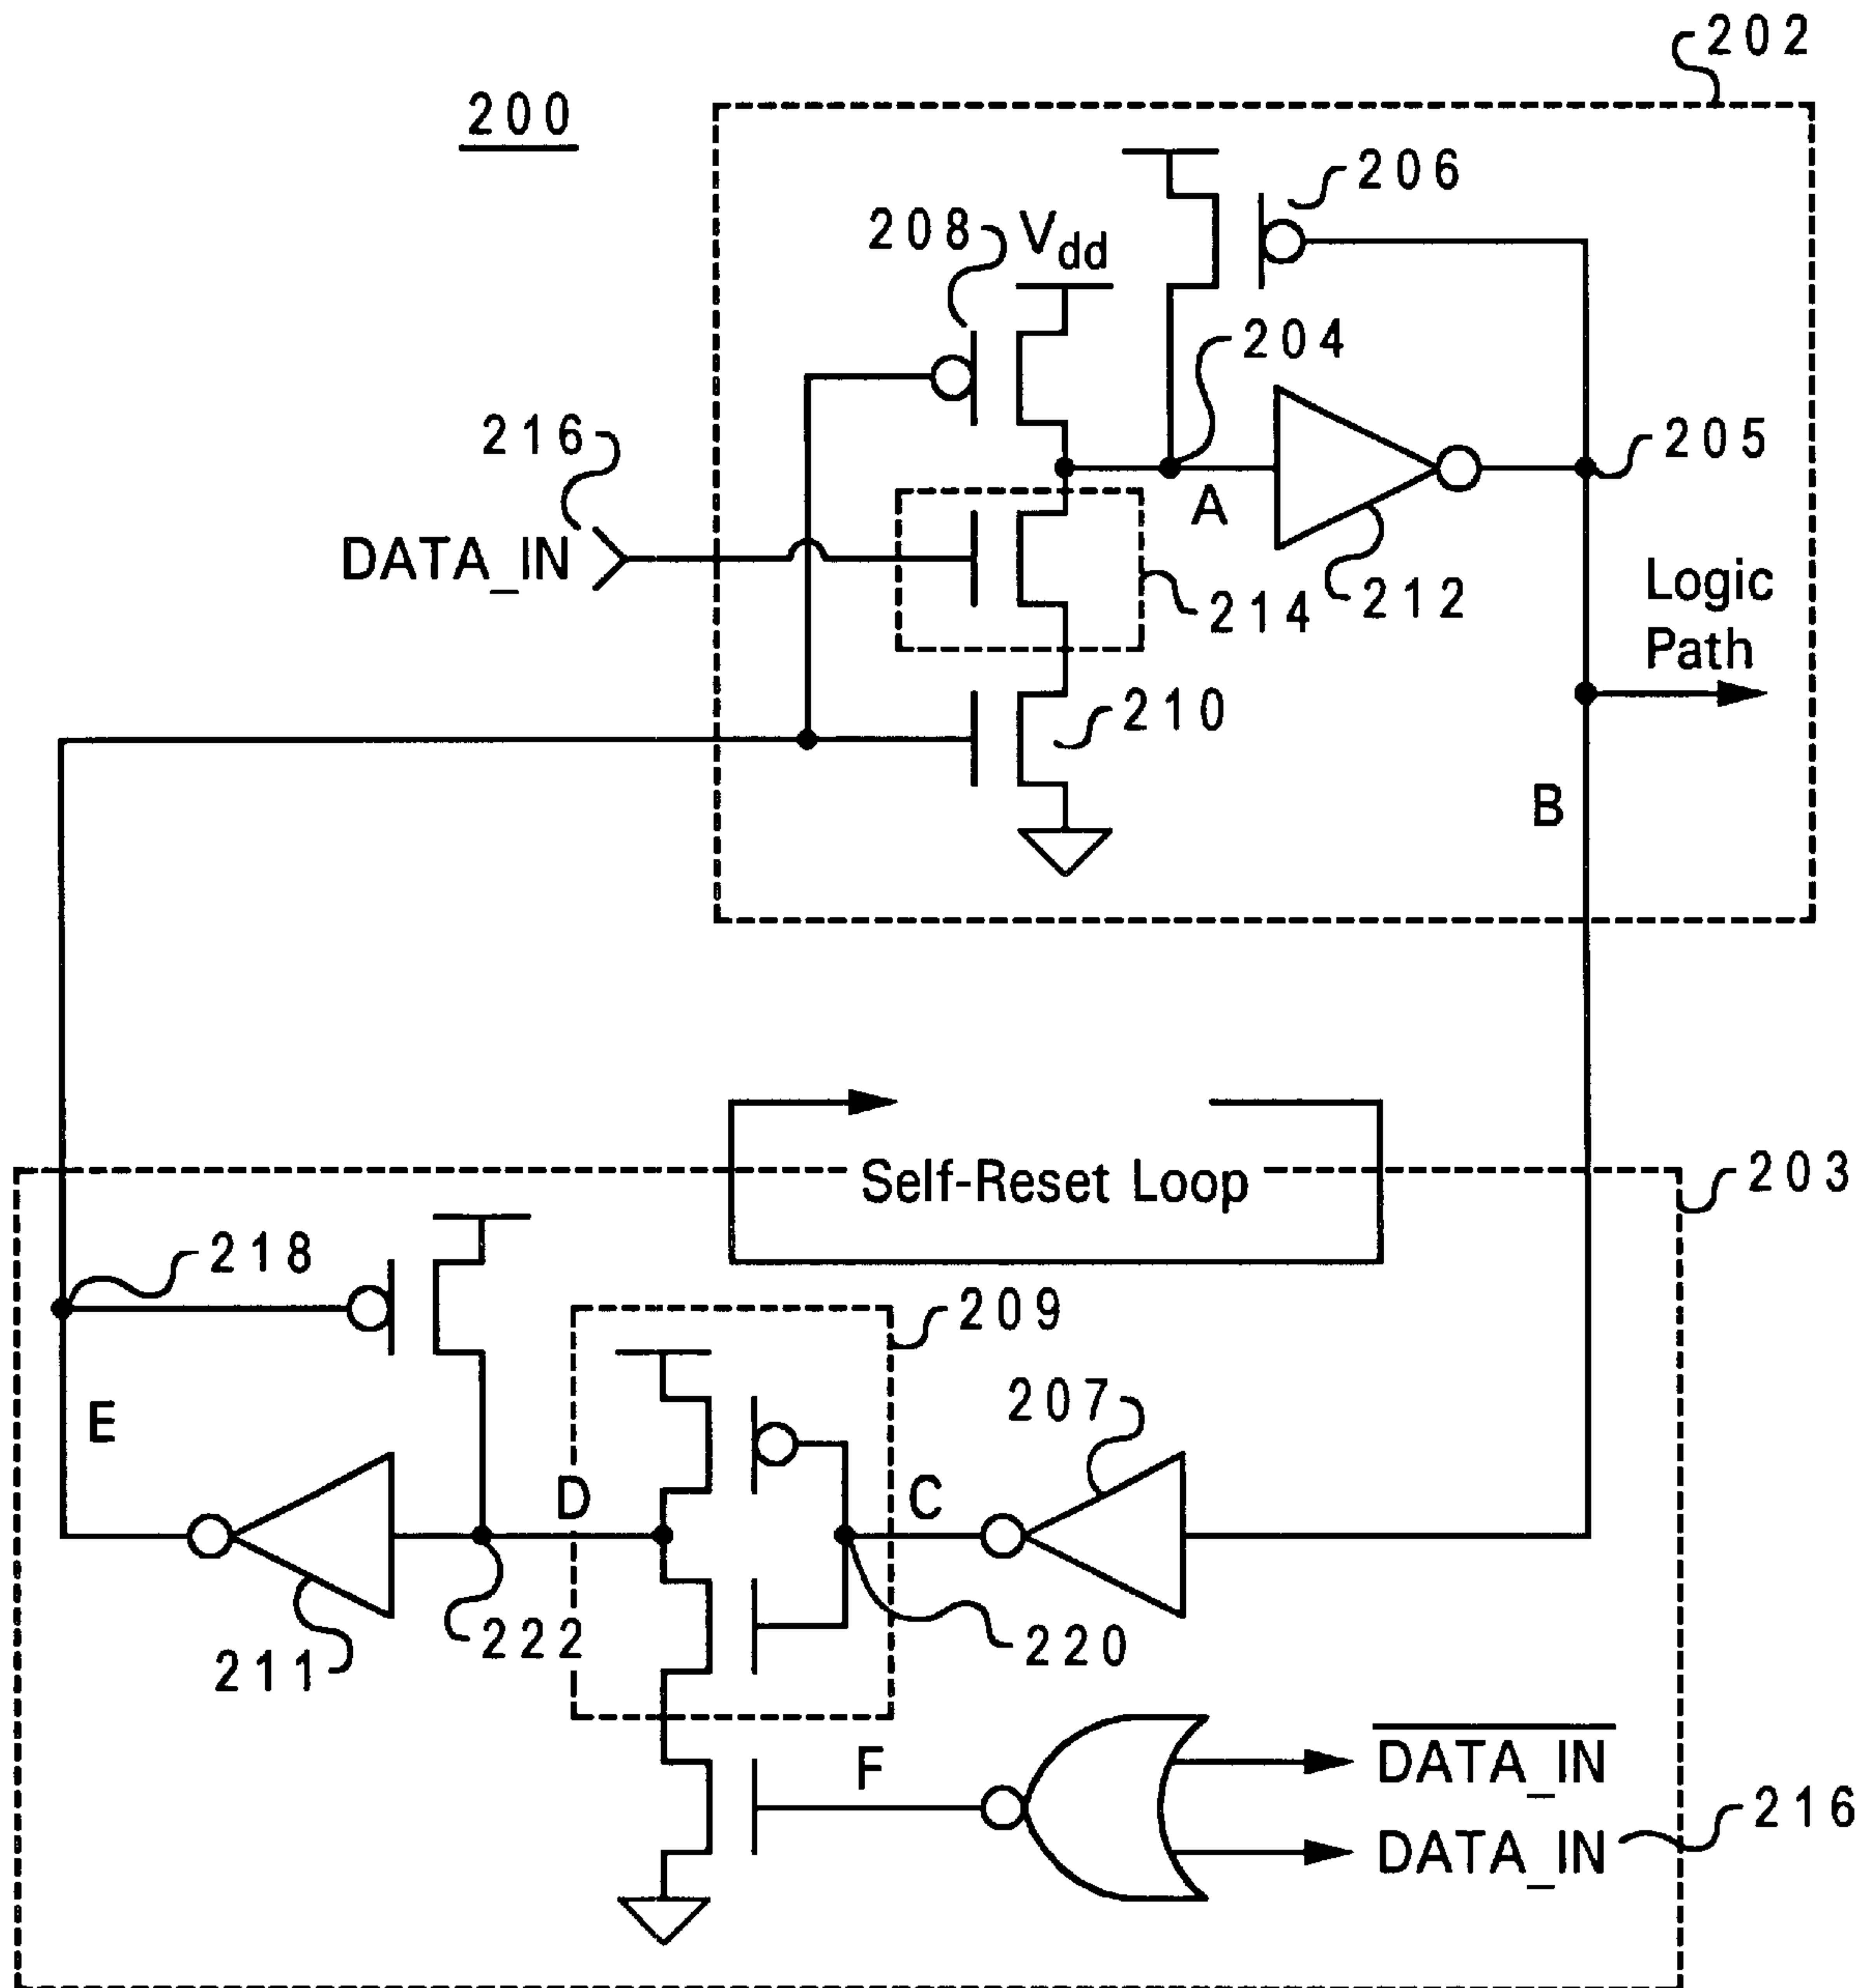 202
200
206
208
Vdd
204
216
205
A
DATA_IN
214
212
Logic
Path
210
B
Self-Reset Loop
203
218
209
207
E
D
C
222
220
211
F
DATA_IN
DATA_IN
216